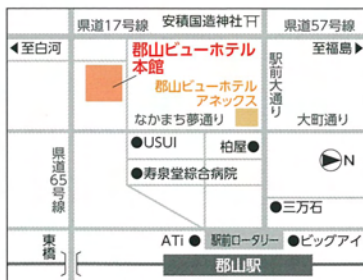 県道17号線
安積国造神社
県道57号線
◀至白河
至福島▶
郡山ビューホテル
本館
郡山ビューホテル
アネックス
駅前大通り
なかまち夢通り
大町通り
●USUI
柏屋●
県道65号線
●寿泉堂綜合病院
N
●三万石
東橋
ATi●
駅前ロータリー
●ビッグアイ
郡山駅